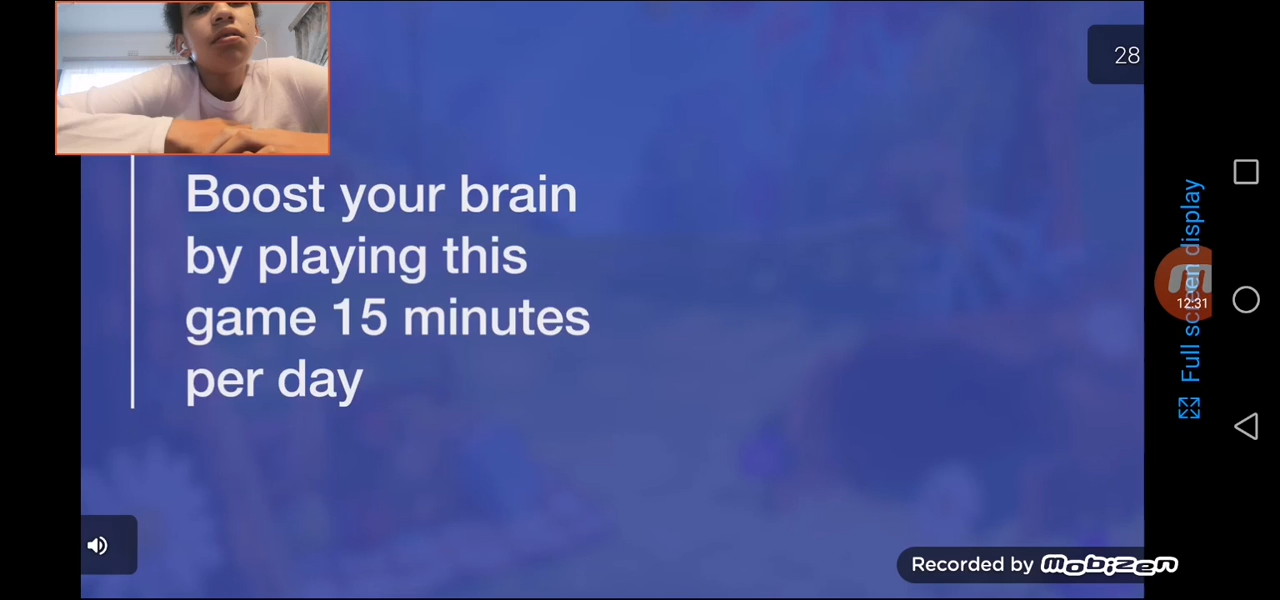 28
Boost your brain
by playing this
game 15 minutes
per day
Full screen display
12:31
Recorded by mobizen